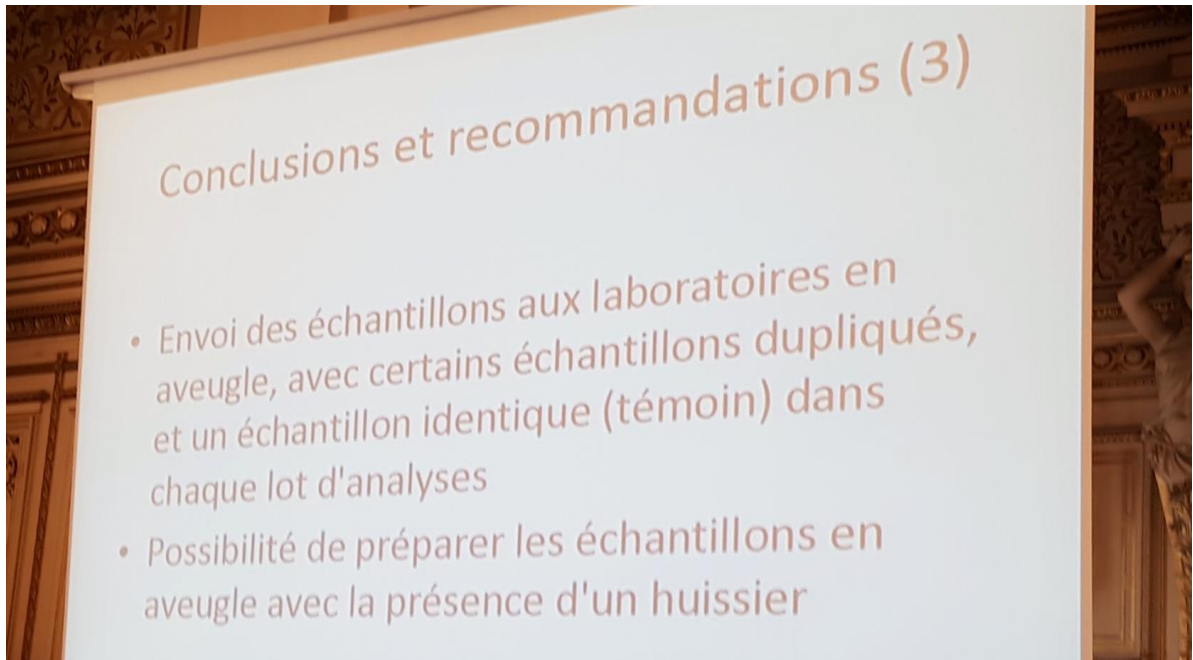 Conclusions et recommandations (3)
• Envoi des échantillons aux laboratoires en
aveugle, avec certains échantillons dupliqués,
et un échantillon identique (témoin) dans
chaque lot d'analyses
• Possibilité de préparer les échantillons en
aveugle avec la présence d'un huissier